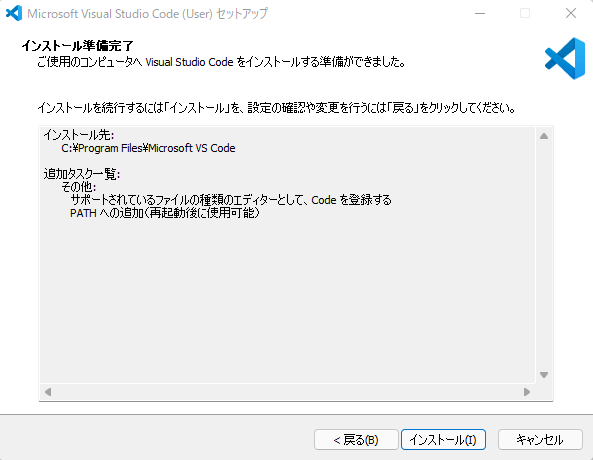 Microsoft Visual Studio Code (User) セットアップ
インストール準備完了
ご使用のコンピュータへ Visual Studio Code をインストールする準備ができました。
インストールを続行するには「インストール」を、設定の確認や変更を行うには「戻る」をクリックしてください。
インストール先:
C:¥Program Files¥Microsoft VS Code
追加タスク一覧:
その他:
サポートされているファイルの種類のエディターとして、Code を登録する
PATH への追加(再起動後に使用可能)
< 戻る(B)
インストール(I)
キャンセル